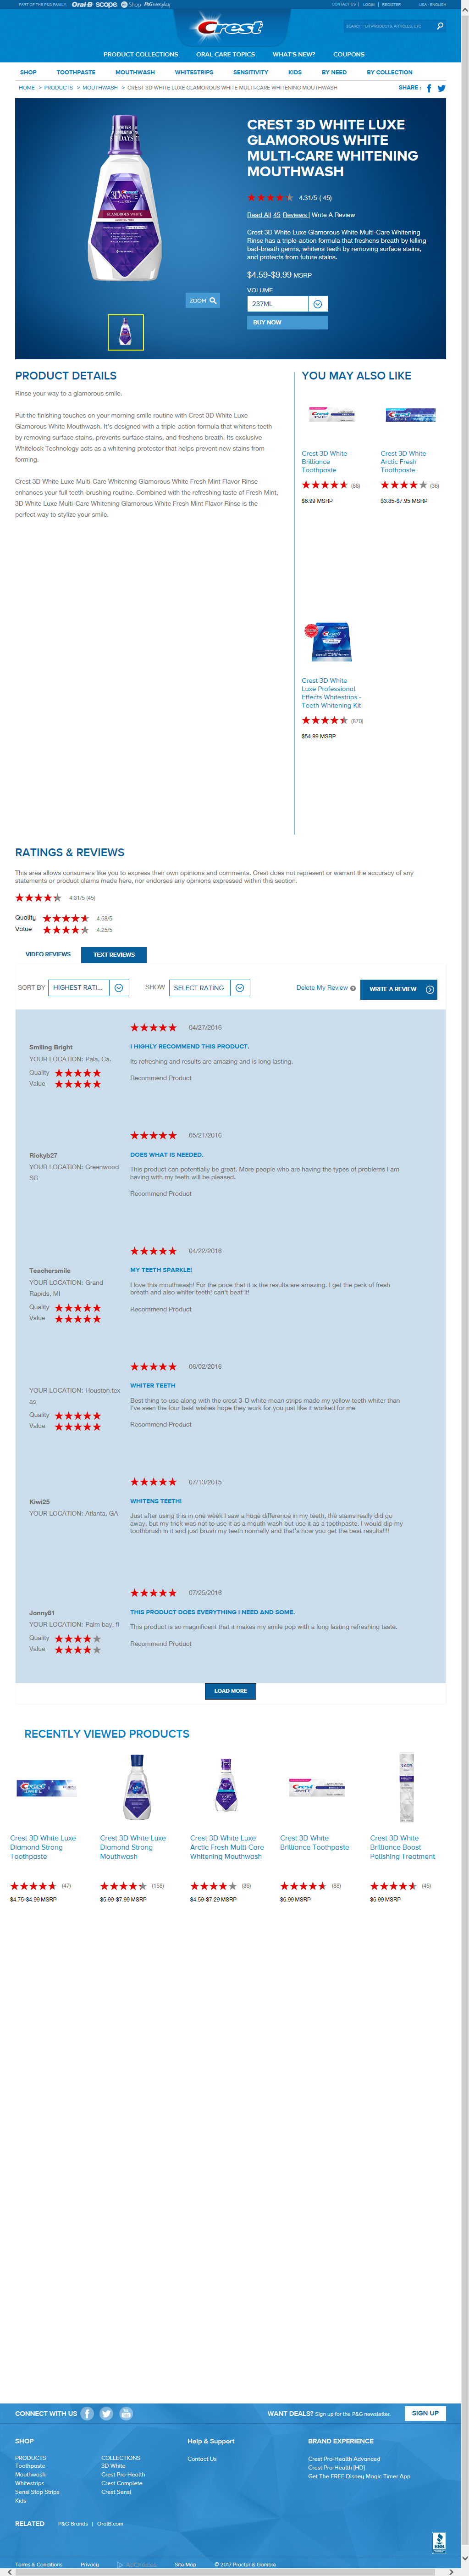 PART OF THE P&G FAMILY
Oral-B
scope
Shop
P&G everyday
CONTACT US | LOGIN | REGISTER
USA - ENGLISH
Crest
SEARCH FOR PRODUCTS, ARTICLES, ETC
PRODUCT COLLECTIONS
ORAL CARE TOPICS
WHAT'S NEW?
COUPONS
SHOP
TOOTHPASTE
MOUTHWASH
WHITESTRIPS
SENSITIVITY
KIDS
BY NEED
BY COLLECTION
HOME > PRODUCTS > MOUTHWASH > CREST 3D WHITE LUXE GLAMOROUS WHITE MULTI-CARE WHITENING MOUTHWASH
SHARE :
CREST 3D WHITE LUXE
GLAMOROUS WHITE
MULTI-CARE WHITENING
MOUTHWASH
4.31/5 ( 45)
Read All 45 Reviews | Write A Review
Crest 3D White Luxe Glamorous White Multi-Care Whitening
Rinse has a triple-action formula that freshens breath by killing
bad-breath germs, whitens teeth by removing surface stains,
and protects from future stains.
$4.59-$9.99 MSRP
VOLUME
237ML
BUY NOW
3D WHITE
LUXE
GLAMOROUS WHITE
ZOOM
PRODUCT DETAILS
Rinse your way to a glamorous smile.
Put the finishing touches on your morning smile routine with Crest 3D White Luxe
Glamorous White Mouthwash. It's designed with a triple-action formula that whitens teeth
by removing surface stains, prevents surface stains, and freshens breath. Its exclusive
Whitelock Technology acts as a whitening protector that helps prevent new stains from
forming.
Crest 3D White Luxe Multi-Care Whitening Glamorous White Fresh Mint Flavor Rinse
enhances your full teeth-brushing routine. Combined with the refreshing taste of Fresh Mint,
3D White Luxe Multi-Care Whitening Glamorous White Fresh Mint Flavor Rinse is the
perfect way to stylize your smile.
YOU MAY ALSO LIKE
Crest 3D White
Brilliance
Toothpaste
(88)
$6.99 MSRP
Crest 3D White
Arctic Fresh
Toothpaste
(36)
$3.85-$7.95 MSRP
Crest 3D White
Luxe Professional
Effects Whitestrips -
Teeth Whitening Kit
(870)
$54.99 MSRP
RATINGS & REVIEWS
This area allows consumers like you to express their own opinions and comments. Crest does not represent or warrant the accuracy of any
statements or product claims made here, nor endorses any opinions expressed within this section.
4.31/5 (45)
Quality 4.58/5
Value 4.25/5
VIDEO REVIEWS
TEXT REVIEWS
SORT BY
HIGHEST RATI...
SHOW
SELECT RATING
Delete My Review
WRITE A REVIEW
04/27/2016
Smiling Bright
I HIGHLY RECOMMEND THIS PRODUCT.
YOUR LOCATION: Pala, Ca.
Its refreshing and results are amazing and is long lasting.
Quality
Value
Recommend Product
05/21/2016
Rickyb27
DOES WHAT IS NEEDED.
YOUR LOCATION: Greenwood
SC
This product can potentially be great. More people who are having the types of problems I am
having with my teeth will be pleased.
Recommend Product
04/22/2016
Teachersmile
MY TEETH SPARKLE!
YOUR LOCATION: Grand
Rapids, MI
I love this mouthwash! For the price that it is the results are amazing. I get the perk of fresh
breath and also whiter teeth! can't beat it!
Quality
Value
Recommend Product
06/02/2016
WHITER TEETH
YOUR LOCATION: Houston.tex
as
Best thing to use along with the crest 3-D white mean strips made my yellow teeth whiter than
I've seen the your best wishes hope they work for you just like it worked for me
Quality
Value
Recommend Product
07/13/2015
Kiwi25
WHITENS TEETH!
YOUR LOCATION: Atlanta, GA
Just after using this in one week I saw a huge difference in my teeth, the stains really did go
away, but my trick was not to use it as a mouth wash but use it as a toothpaste. I would dip my
toothbrush in it and just brush my teeth normally and that's how you get the best results!!!!
07/25/2016
Jonny81
THIS PRODUCT DOES EVERYTHING I NEED AND SOME.
YOUR LOCATION: Palm bay, fl
This product is so magnificent that it makes my smile pop with a long lasting refreshing taste.
Quality
Value
Recommend Product
LOAD MORE
RECENTLY VIEWED PRODUCTS
Crest 3D White Luxe
Diamond Strong
Toothpaste
(47)
$4.75-$4.99 MSRP
Crest 3D White Luxe
Diamond Strong
Mouthwash
(158)
$5.99-$7.99 MSRP
Crest 3D White Luxe
Arctic Fresh Multi-Care
Whitening Mouthwash
(36)
$4.59-$7.29 MSRP
Crest 3D White
Brilliance Toothpaste
(88)
$6.99 MSRP
Crest 3D White
Brilliance Boost
Polishing Treatment
(45)
$6.99 MSRP
CONNECT WITH US
WANT DEALS? Sign up for the P&G newsletter.
SIGN UP
SHOP
Help & Support
BRAND EXPERIENCE
PRODUCTS
Toothpaste
Mouthwash
Whitestrips
Sensi Stop Strips
Kids
COLLECTIONS
3D White
Crest Pro-Health
Crest Complete
Crest Sensi
Contact Us
Crest Pro-Health Advanced
Crest Pro-Health [HD]
Get The FREE Disney Magic Timer App
RELATED
P&G Brands | OralB.com
BBB
Terms & Conditions
Privacy
AdChoices
Site Map
© 2017 Procter & Gamble